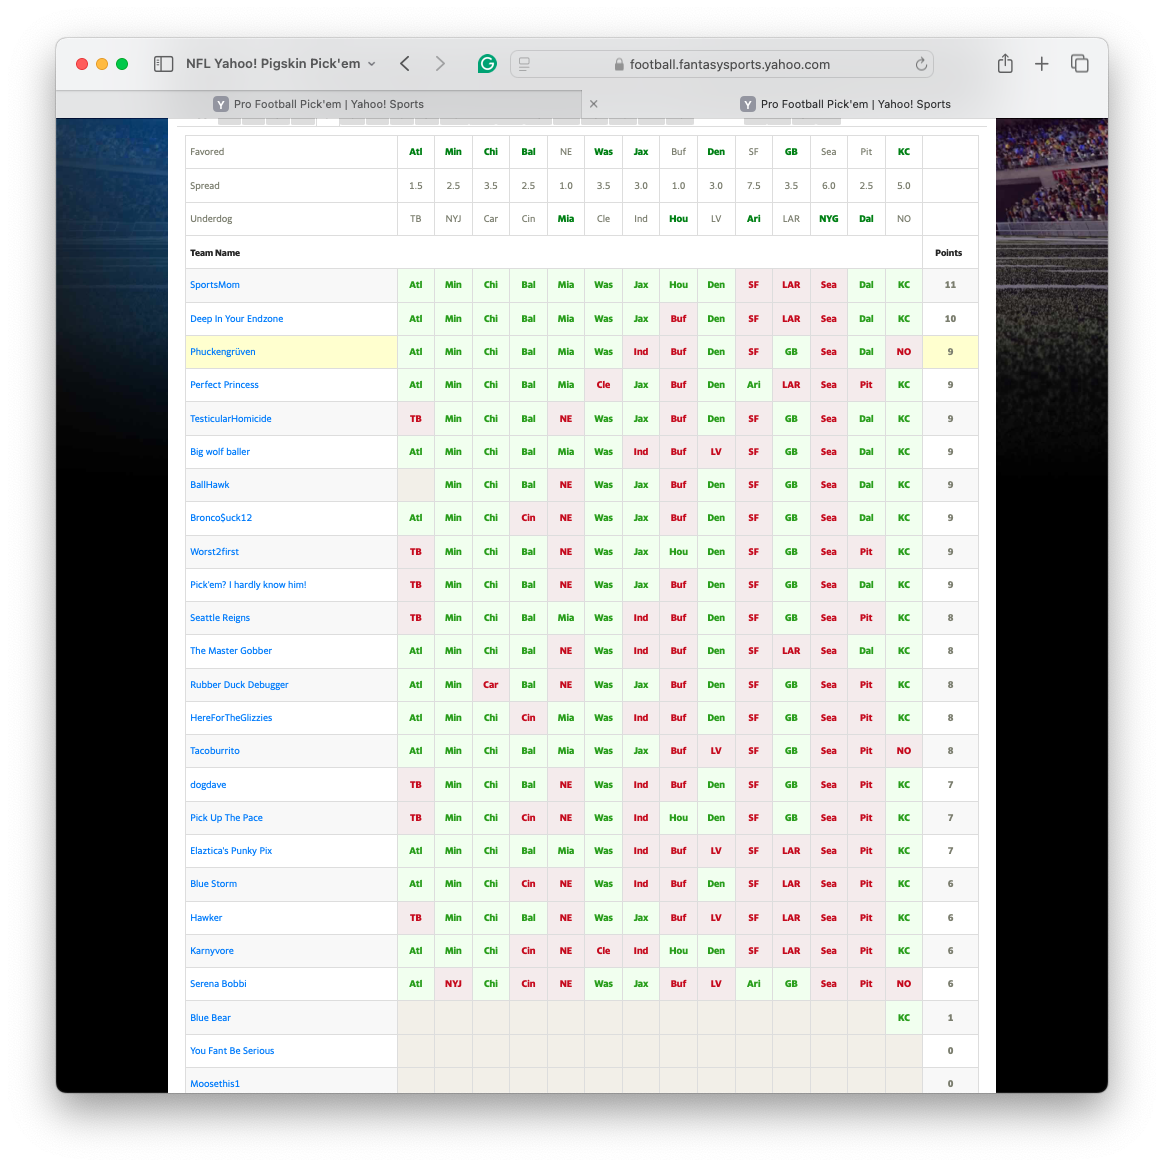 NFL Yahoo! Pigskin Pick'em
football.fantasysports.yahoo.com
Pro Football Pick'em | Yahoo! Sports
Pro Football Pick'em | Yahoo! Sports
Favored Atl Min Chi Bal NE Was Jax Buf Den SF GB Sea Pit KC
Spread 1.5 2.5 3.5 2.5 1.0 3.5 3.0 1.0 3.0 7.5 3.5 6.0 2.5 5.0
Underdog TB NYJ Car Cin Mia Cle Ind Hou LV Ari LAR NYG Dal NO
Team Name Points
SportsMom Atl Min Chi Bal Mia Was Jax Hou Den SF LAR Sea Dal KC 11
Deep In Your Endzone Atl Min Chi Bal Mia Was Jax Buf Den SF LAR Sea Dal KC 10
Phuckengrüven Atl Min Chi Bal Mia Was Ind Buf Den SF GB Sea Dal NO 9
Perfect Princess Atl Min Chi Bal Mia Cle Jax Buf Den Ari LAR Sea Pit KC 9
TesticularHomicide TB Min Chi Bal NE Was Jax Buf Den SF GB Sea Dal KC 9
Big wolf baller Atl Min Chi Bal Mia Was Ind Buf LV SF GB Sea Dal KC 9
BallHawk Min Chi Bal NE Was Jax Buf Den SF GB Sea Dal KC 9
Bronco$uck12 Atl Min Chi Cin NE Was Jax Buf Den SF GB Sea Dal KC 9
Worst2first TB Min Chi Bal NE Was Jax Hou Den SF GB Sea Pit KC 9
Pick'em? I hardly know him! TB Min Chi Bal NE Was Jax Buf Den SF GB Sea Dal KC 9
Seattle Reigns TB Min Chi Bal Mia Was Ind Buf Den SF GB Sea Pit KC 8
The Master Gobber Atl Min Chi Bal NE Was Ind Buf Den SF LAR Sea Dal KC 8
Rubber Duck Debugger Atl Min Car Bal NE Was Jax Buf Den SF GB Sea Pit KC 8
HereForTheGlizzies Atl Min Chi Cin Mia Was Ind Buf Den SF GB Sea Pit KC 8
Tacoburrito Atl Min Chi Bal Mia Was Jax Buf LV SF GB Sea Pit NO 8
dogdave TB Min Chi Bal NE Was Ind Buf Den SF GB Sea Pit KC 7
Pick Up The Pace TB Min Chi Cin NE Was Ind Hou Den SF GB Sea Pit KC 7
Elaztica's Punky Pix Atl Min Chi Bal Mia Was Ind Buf LV SF LAR Sea Pit KC 7
Blue Storm Atl Min Chi Cin NE Was Ind Buf Den SF LAR Sea Pit KC 6
Hawker TB Min Chi Bal NE Was Jax Buf LV SF LAR Sea Pit KC 6
Karnyvore Atl Min Chi Cin NE Cle Ind Hou Den SF LAR Sea Pit KC 6
Serena Bobbi Atl NYJ Chi Cin NE Was Jax Buf LV Ari GB Sea Pit NO 6
Blue Bear KC 1
You Fant Be Serious 0
Moosethis1 0